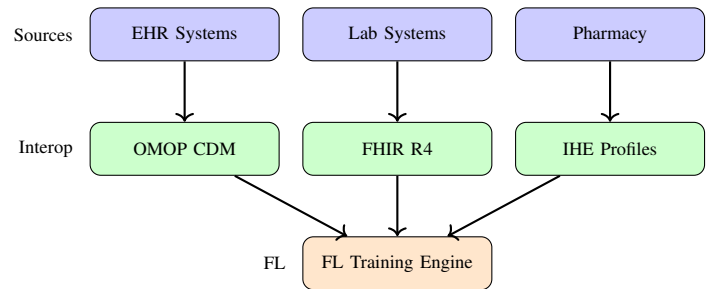 Sources
EHR Systems
Lab Systems
Pharmacy
Interop
OMOP CDM
FHIR R4
IHE Profiles
FL
FL Training Engine